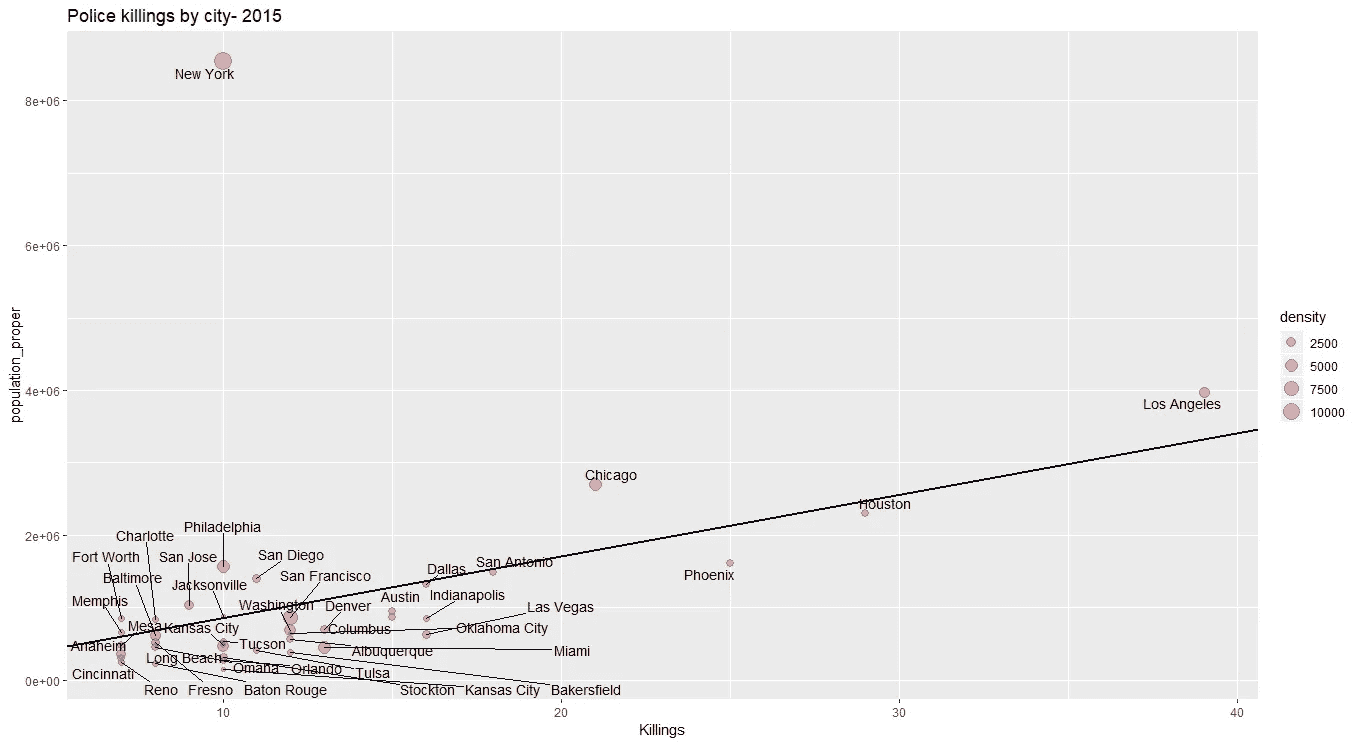 Police killings by city- 2015
New York
8e+06
6e+06
population_proper
density
2500
5000
7500
10000
4e+06
Los Angeles
Chicago
Houston
Philadelphia
Charlotte
2e+06
Fort Worth
San Jose
San Diego
San Antonio
Dallas
Phoenix
Baltimore
Jacksonville
San Francisco
Memphis
Washington
Denver
Austin
Indianapolis
Las Vegas
Mesa
Kansas City
Columbus
Oklahoma City
Anaheim
Tucson
Albuquerque
Miami
Long Beach
Omaha
Orlando
Tulsa
0e+00
Cincinnati
Reno
Fresno
Baton Rouge
Stockton
Kansas City
Bakersfield
10
20
30
40
Killings